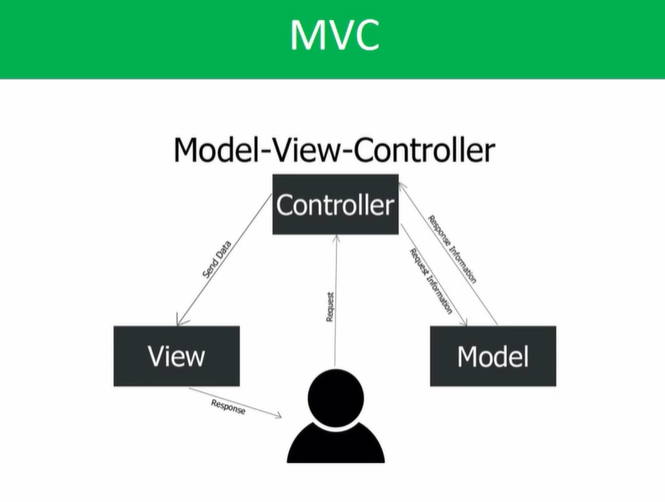 MVC
Model-View-Controller
Controller
Send Data
Request
Request Information
Response Information
View
Model
Response